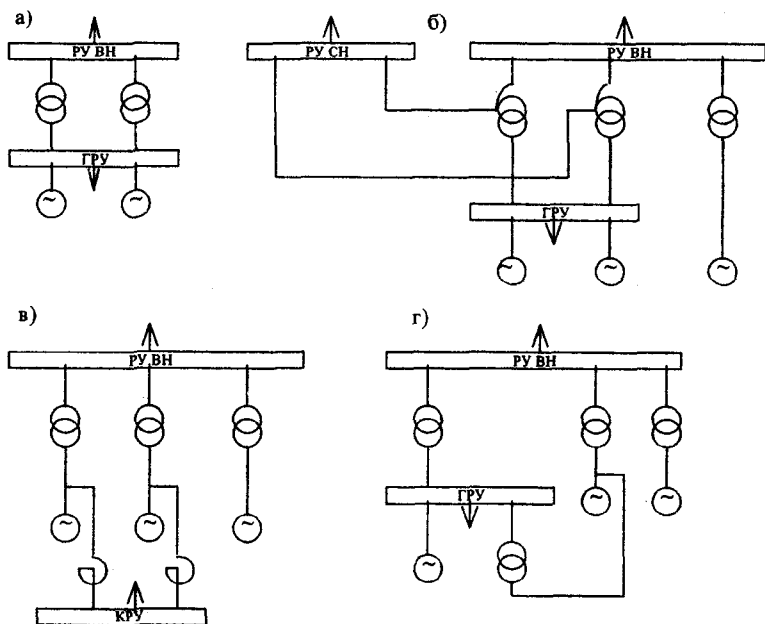 а)
РУ ВН
ГРУ
~ ~
б)
РУ СН
РУ ВН
ГРУ
~ ~ ~
в)
РУ ВН
~ ~ ~
КРУ
г)
РУ ВН
ГРУ
~ ~ ~